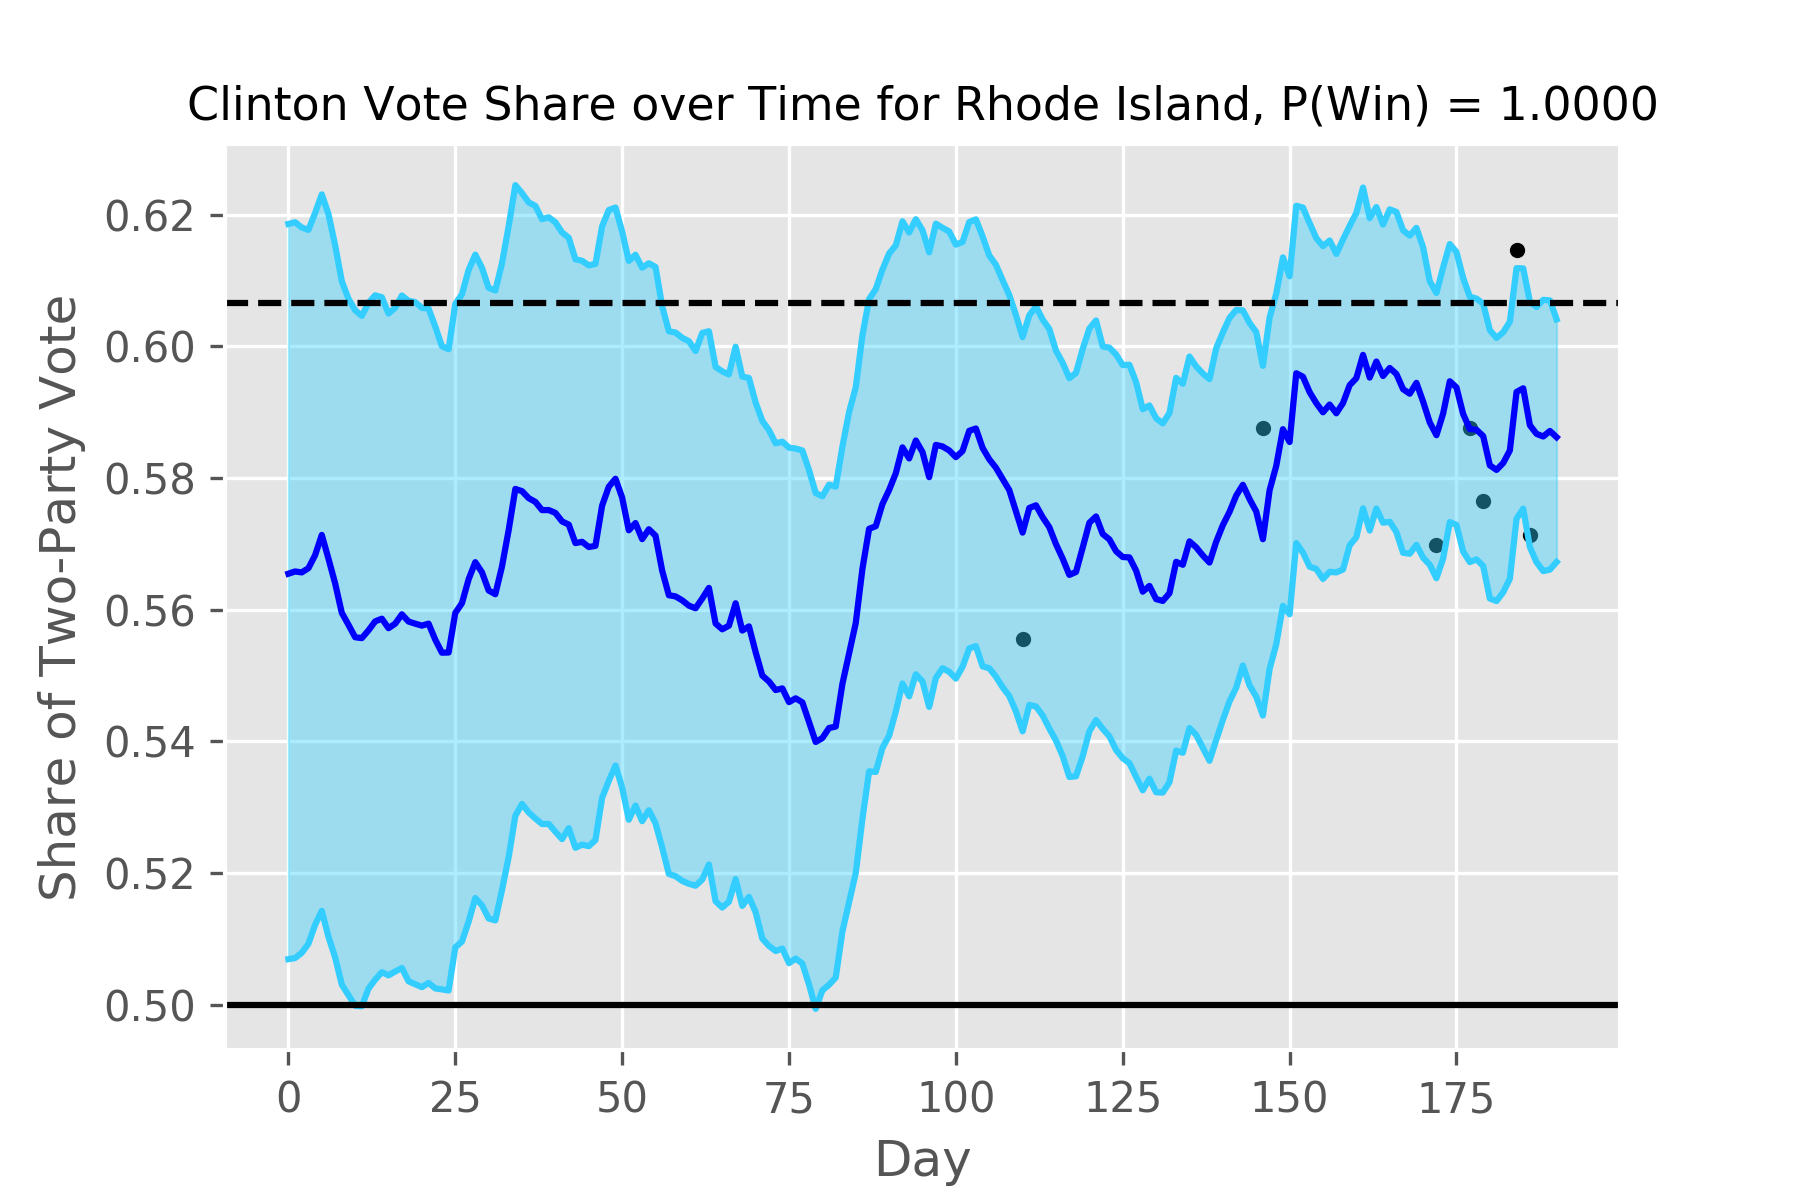 Clinton Vote Share over Time for Rhode Island, P(Win) = 1.0000
Share of Two-Party Vote
0.62
0.60
0.58
0.56
0.54
0.52
0.50
0 25 50 75 100 125 150 175
Day